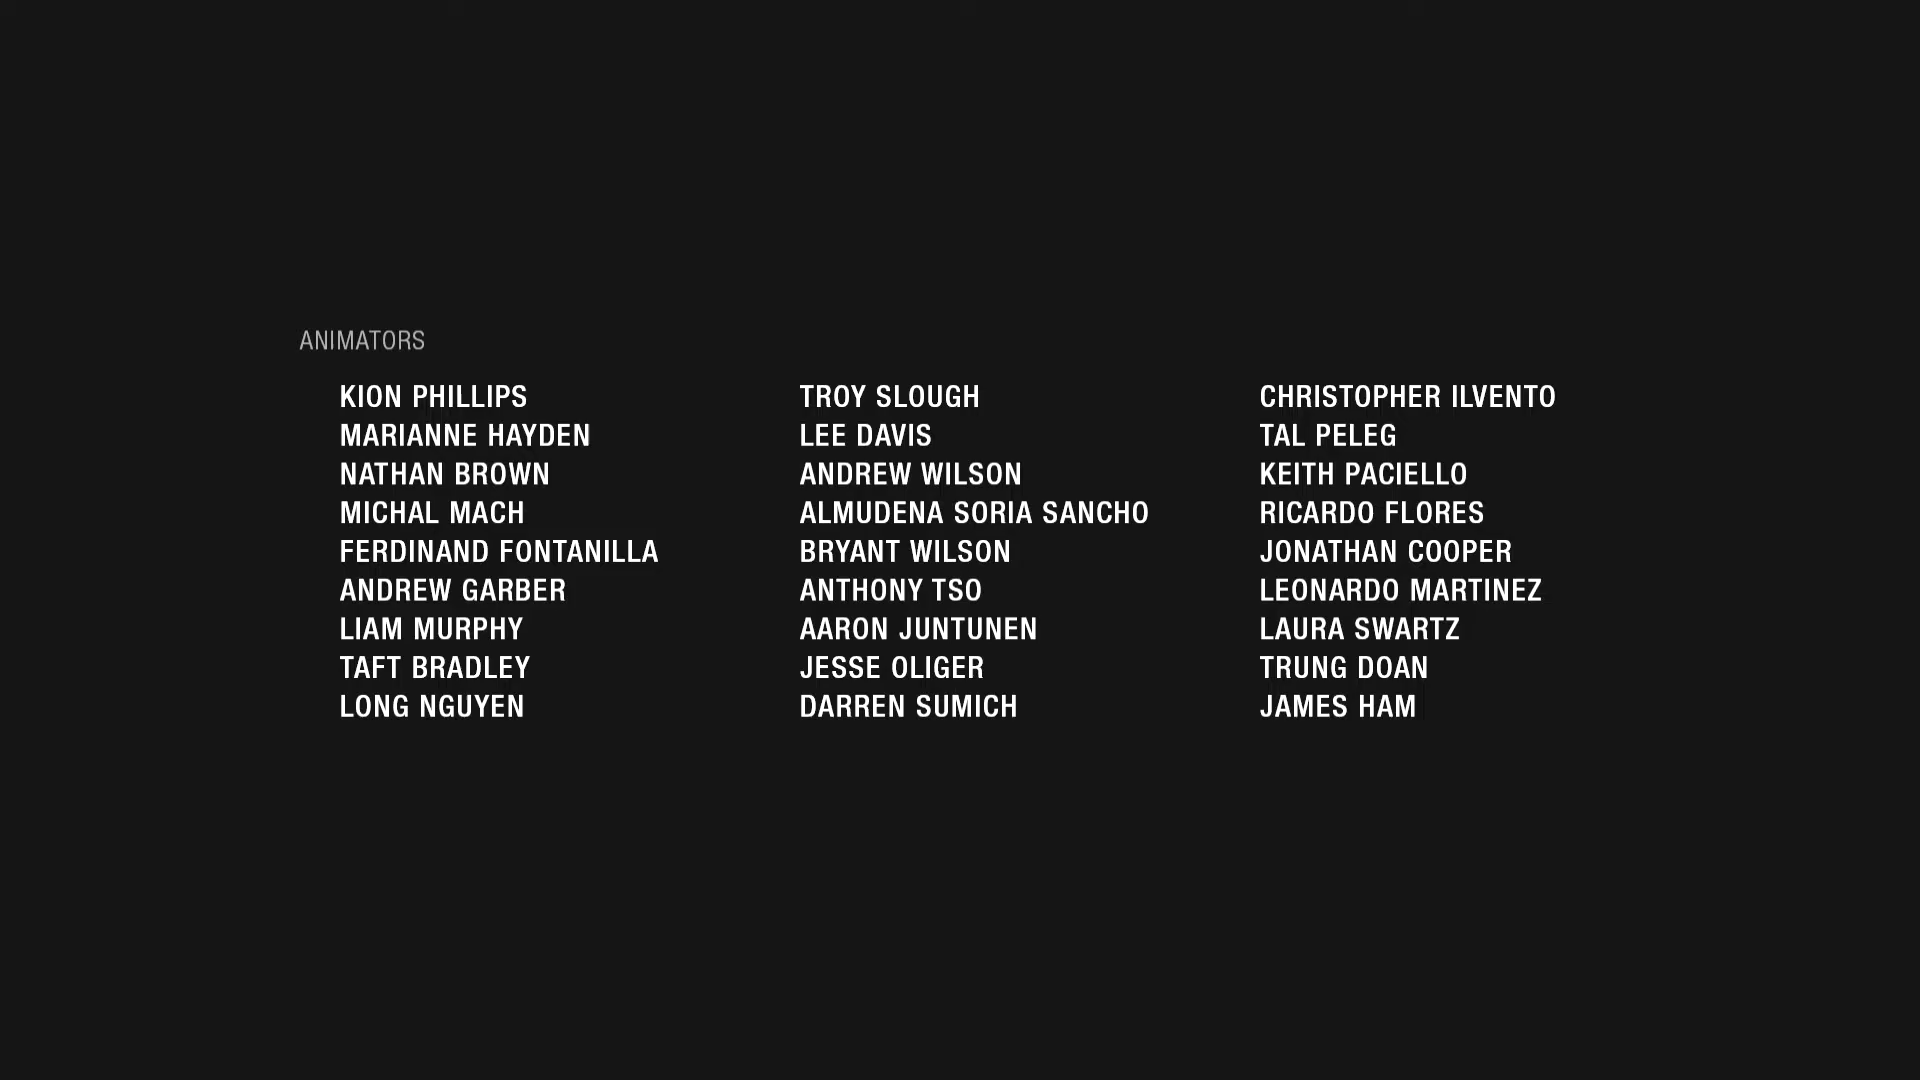 ANIMATORS
KION PHILLIPS
MARIANNE HAYDEN
NATHAN BROWN
MICHAL MACH
FERDINAND FONTANILLA
ANDREW GARBER
LIAM MURPHY
TAFT BRADLEY
LONG NGUYEN
TROY SLOUGH
LEE DAVIS
ANDREW WILSON
ALMUDENA SORIA SANCHO
BRYANT WILSON
ANTHONY TSO
AARON JUNTUNEN
JESSE OLIGER
DARREN SUMICH
CHRISTOPHER ILVENTO
TAL PELEG
KEITH PACIELLO
RICARDO FLORES
JONATHAN COOPER
LEONARDO MARTINEZ
LAURA SWARTZ
TRUNG DOAN
JAMES HAM